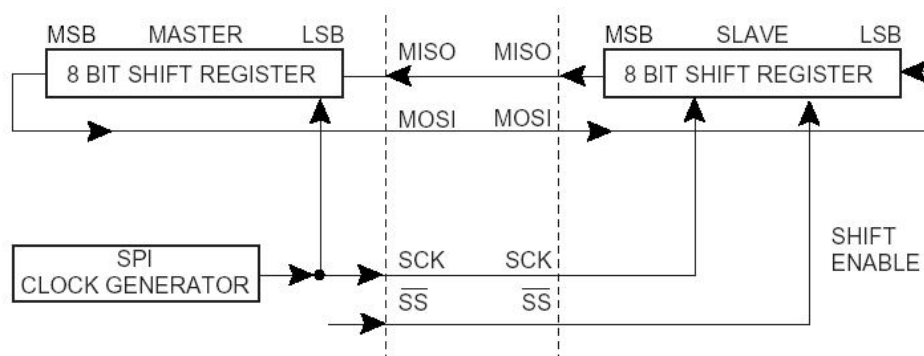 MSB MASTER LSB
8 BIT SHIFT REGISTER
MISO MISO
MSB SLAVE LSB
8 BIT SHIFT REGISTER
MOSI MOSI
SPI
CLOCK GENERATOR
SCK SCK
SS SS
SHIFT
ENABLE